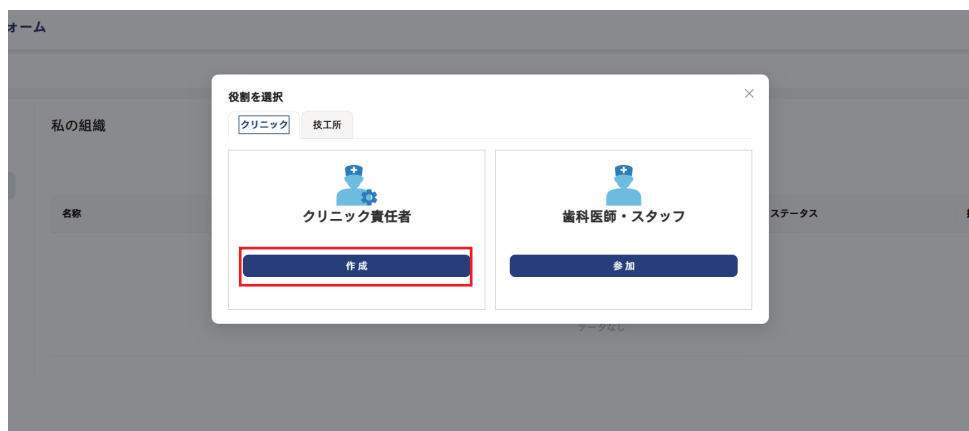 ォーム
役割を選択
クリニック
技工所
私の組織
クリニック責任者
歯科医師・スタッフ
名称
ステータス
作成
参加
データなし